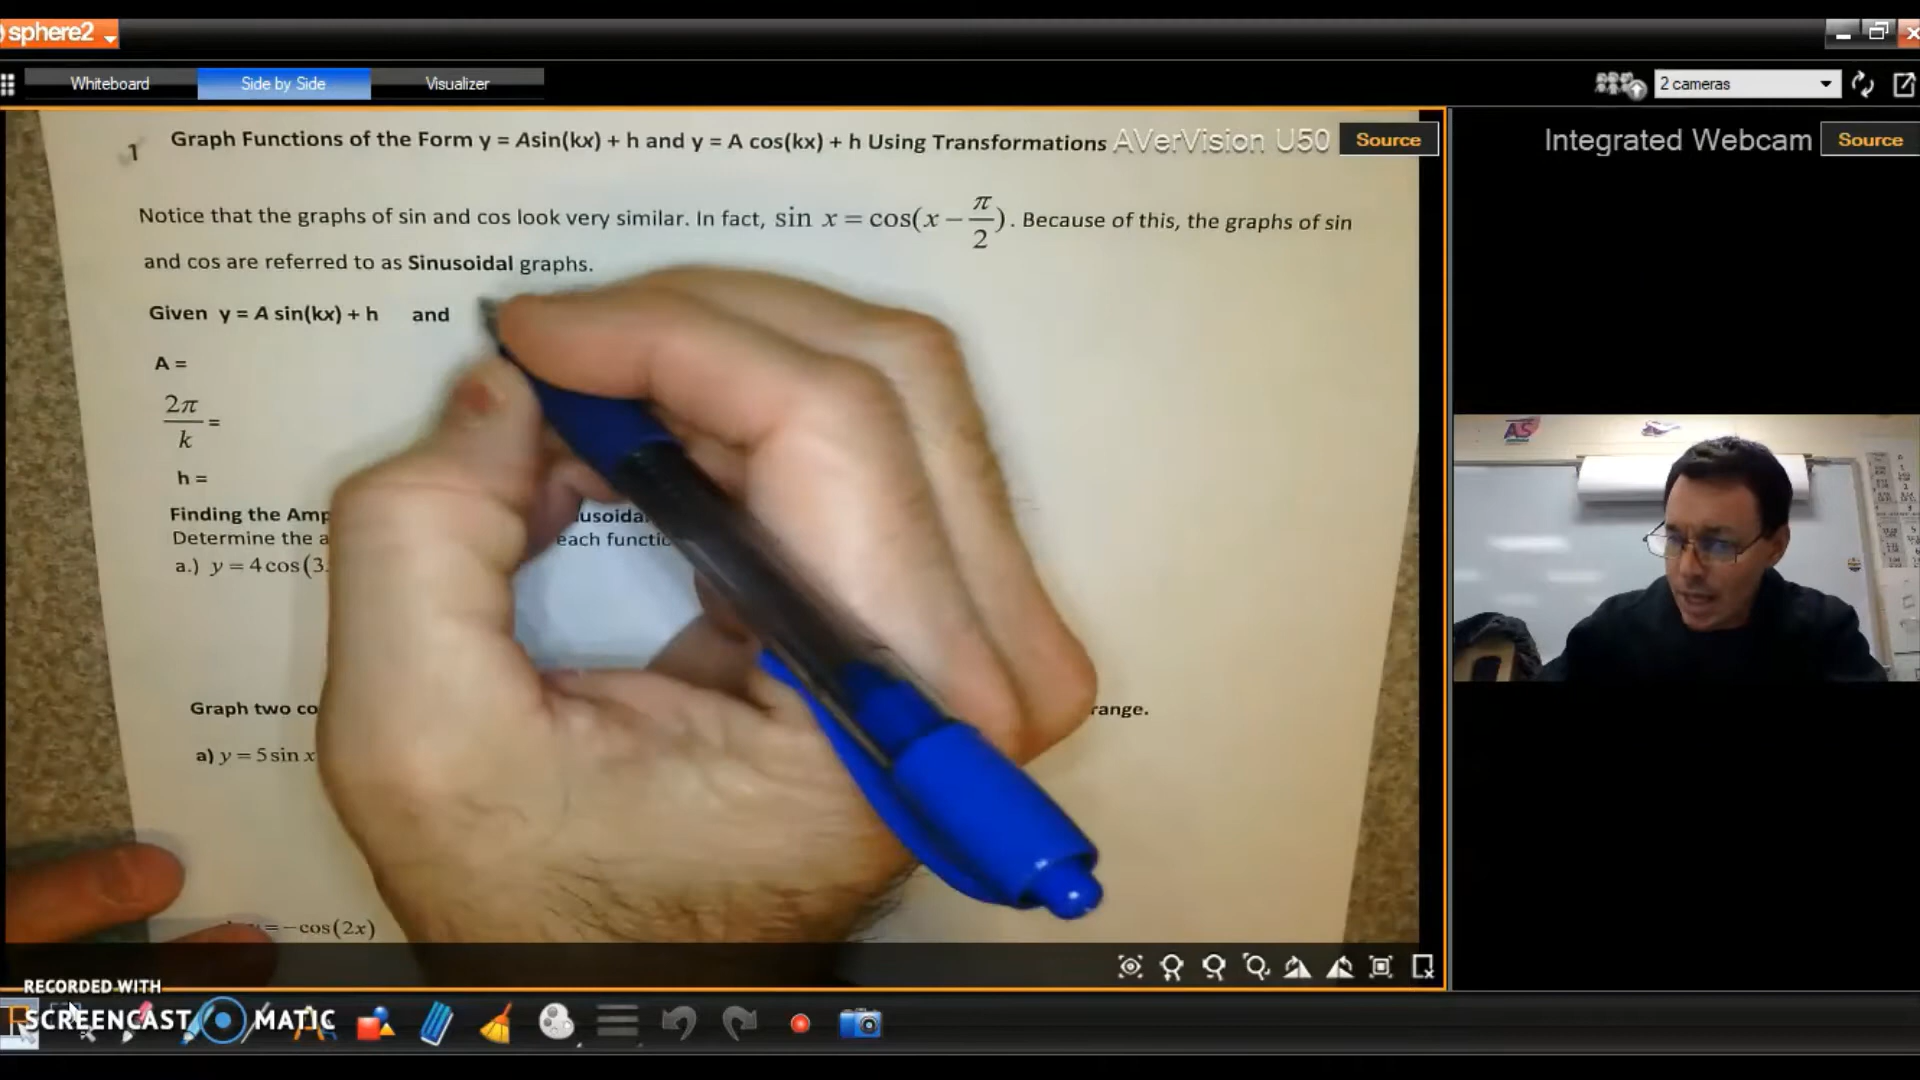 sphere2
Whiteboard Side by Side Visualizer 2 cameras
AVerVision U50 Source Integrated Webcam Source
1 Graph Functions of the Form y = Asin(kx) + h and y = A cos(kx) + h Using Transformations
Notice that the graphs of sin and cos look very similar. In fact, sin x = cos(x − π/2). Because of this, the graphs of sin
and cos are referred to as Sinusoidal graphs.
Given y = A sin(kx) + h and
A =
2π/k =
h =
Finding the Amp usoida
Determine the a each functio
a.) y = 4cos(3
Graph two co range.
a) y = 5 sin x
= −cos(2x)
AS
RECORDED WITH
SCREENCAST MATIC